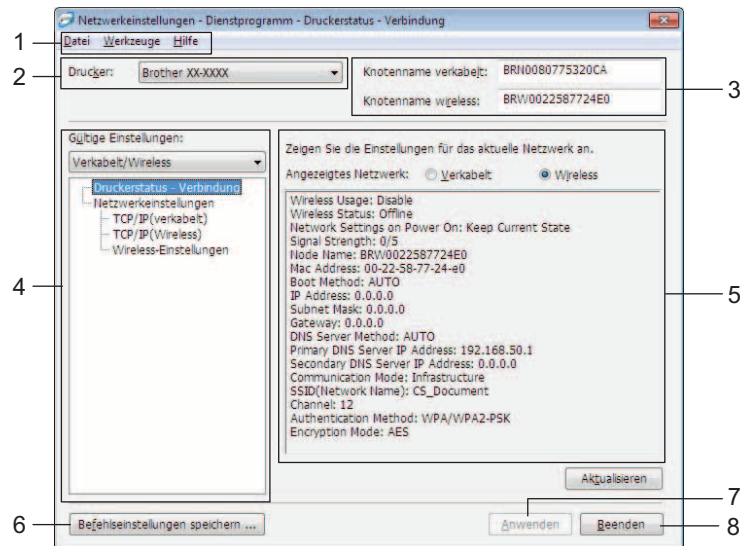 Netzwerkeinstellungen - Dienstprogramm - Druckerstatus - Verbindung
1
Datei Werkzeuge Hilfe
2
Drucker: Brother XX-XXXX
Knotenname verkabelt: BRN0080775320CA
Knotenname wireless: BRW0022587724E0
3
Gültige Einstellungen:
Verkabelt/Wireless
Druckerstatus - Verbindung
Netzwerkeinstellungen
TCP/IP(verkabelt)
TCP/IP(Wireless)
Wireless-Einstellungen
4
Zeigen Sie die Einstellungen für das aktuelle Netzwerk an.
Angezeigtes Netzwerk: Verkabelt Wireless
Wireless Usage: Disable
Wireless Status: Offline
Network Settings on Power On: Keep Current State
Signal Strength: 0/5
Node Name: BRW0022587724E0
Mac Address: 00-22-58-77-24-e0
Boot Method: AUTO
IP Address: 0.0.0.0
Subnet Mask: 0.0.0.0
Gateway: 0.0.0.0
DNS Server Method: AUTO
Primary DNS Server IP Address: 192.168.50.1
Secondary DNS Server IP Address: 0.0.0.0
Communication Mode: Infrastructure
SSID(Network Name): CS_Document
Channel: 12
Authentication Method: WPA/WPA2-PSK
Encryption Mode: AES
5
Aktualisieren
6
Befehlseinstellungen speichern ...
7
Anwenden
Beenden
8